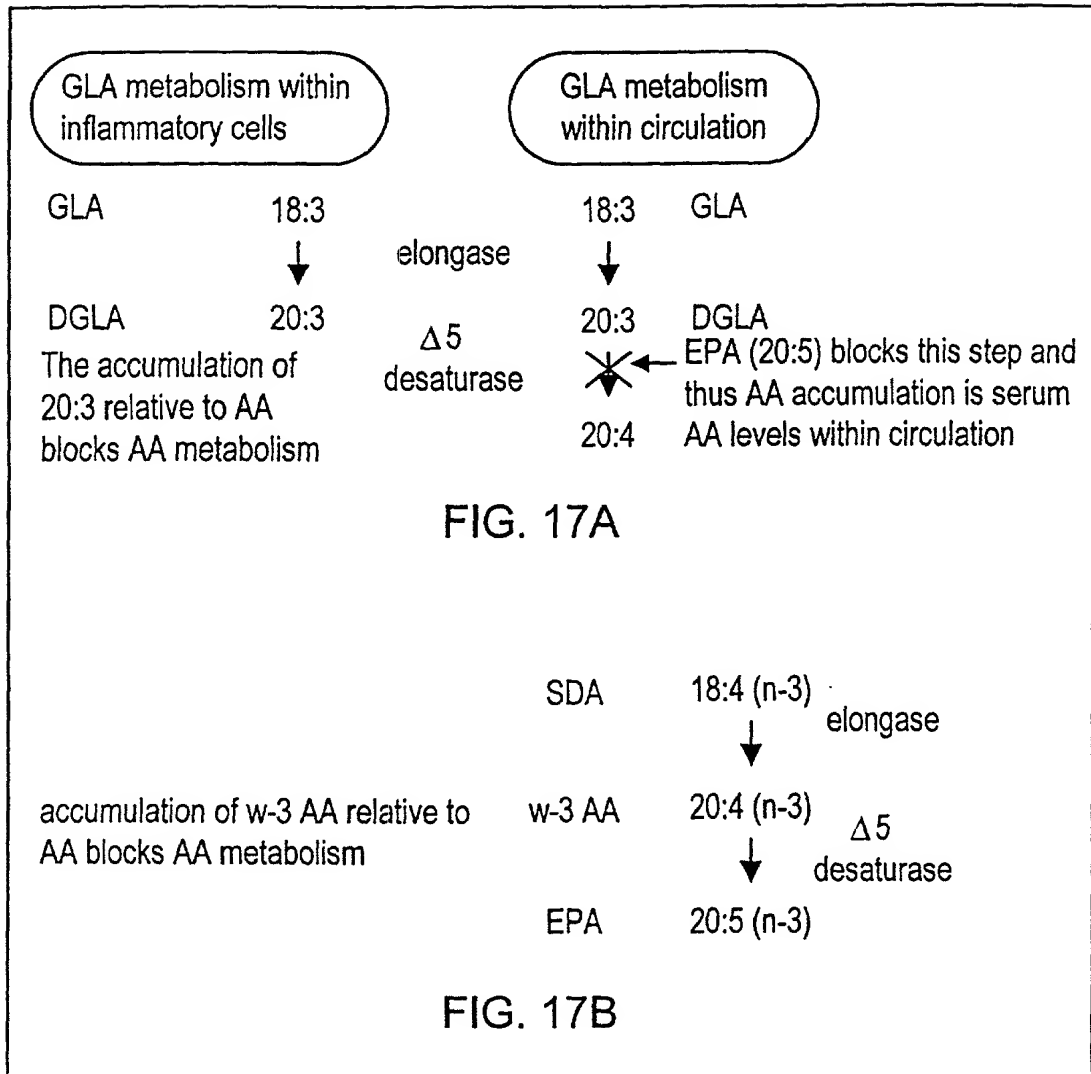 GLA metabolism within
inflammatory cells
GLA metabolism
within circulation
GLA 18:3
18:3 GLA
elongase
DGLA 20:3
20:3 DGLA
The accumulation of
20:3 relative to AA
blocks AA metabolism
Δ5
desaturase
EPA (20:5) blocks this step and
thus AA accumulation is serum
AA levels within circulation
20:4
FIG. 17A
SDA 18:4 (n-3)
elongase
accumulation of w-3 AA relative to
AA blocks AA metabolism
w-3 AA 20:4 (n-3)
Δ5
desaturase
EPA 20:5 (n-3)
FIG. 17B